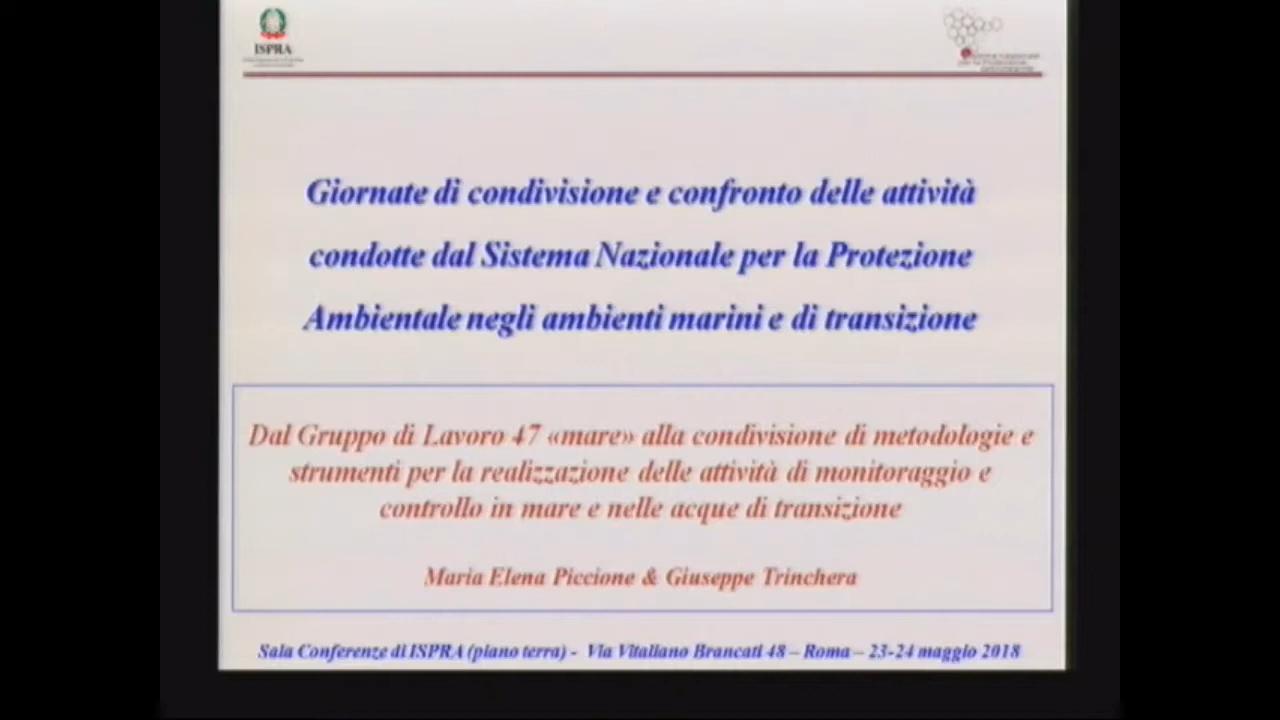 ISPRA
Giornate di condivisione e confronto delle attività
condotte dal Sistema Nazionale per la Protezione
Ambientale negli ambienti marini e di transizione
Dal Gruppo di Lavoro 47 «mare» alla condivisione di metodologie e
strumenti per la realizzazione delle attività di monitoraggio e
controllo in mare e nelle acque di transizione
Maria Elena Piccione & Giuseppe Trinchera
Sala Conferenze di ISPRA (piano terra) - Via Vitaliano Brancati 48 – Roma – 23-24 maggio 2018